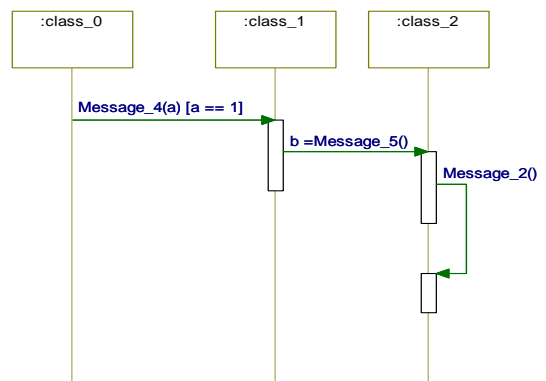 :class_0
:class_1
:class_2
Message_4(a) [a == 1]
b =Message_5()
Message_2()